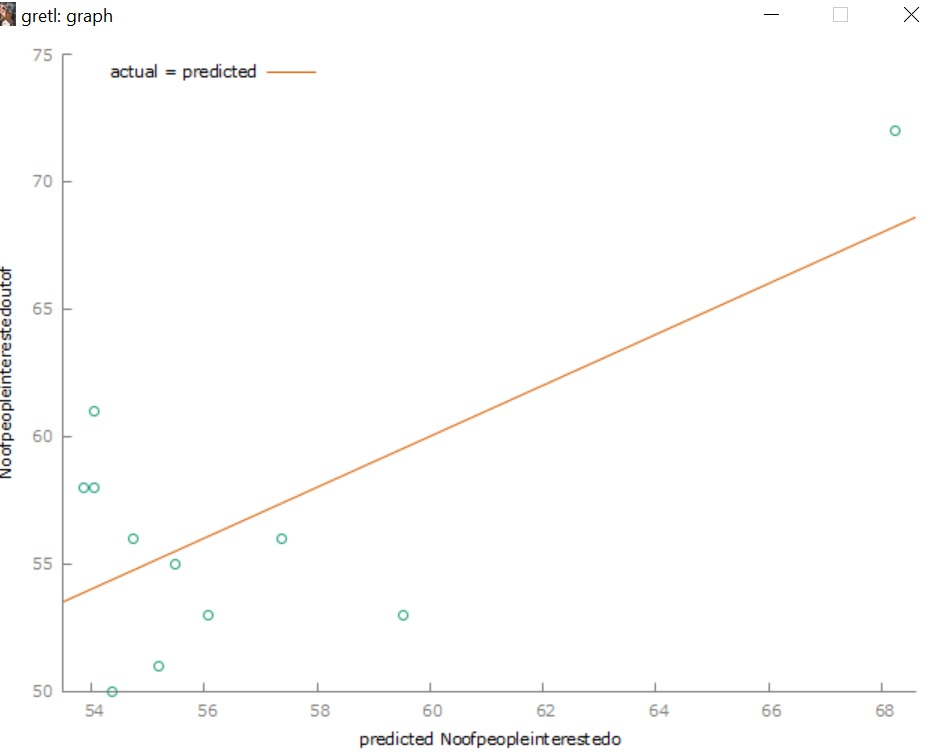 gretl: graph
75
actual = predicted
70
65
60
55
50
Noofpeopleinterestedoutof
54 56 58 60 62 64 66 68
predicted Noofpeopleinterestedo